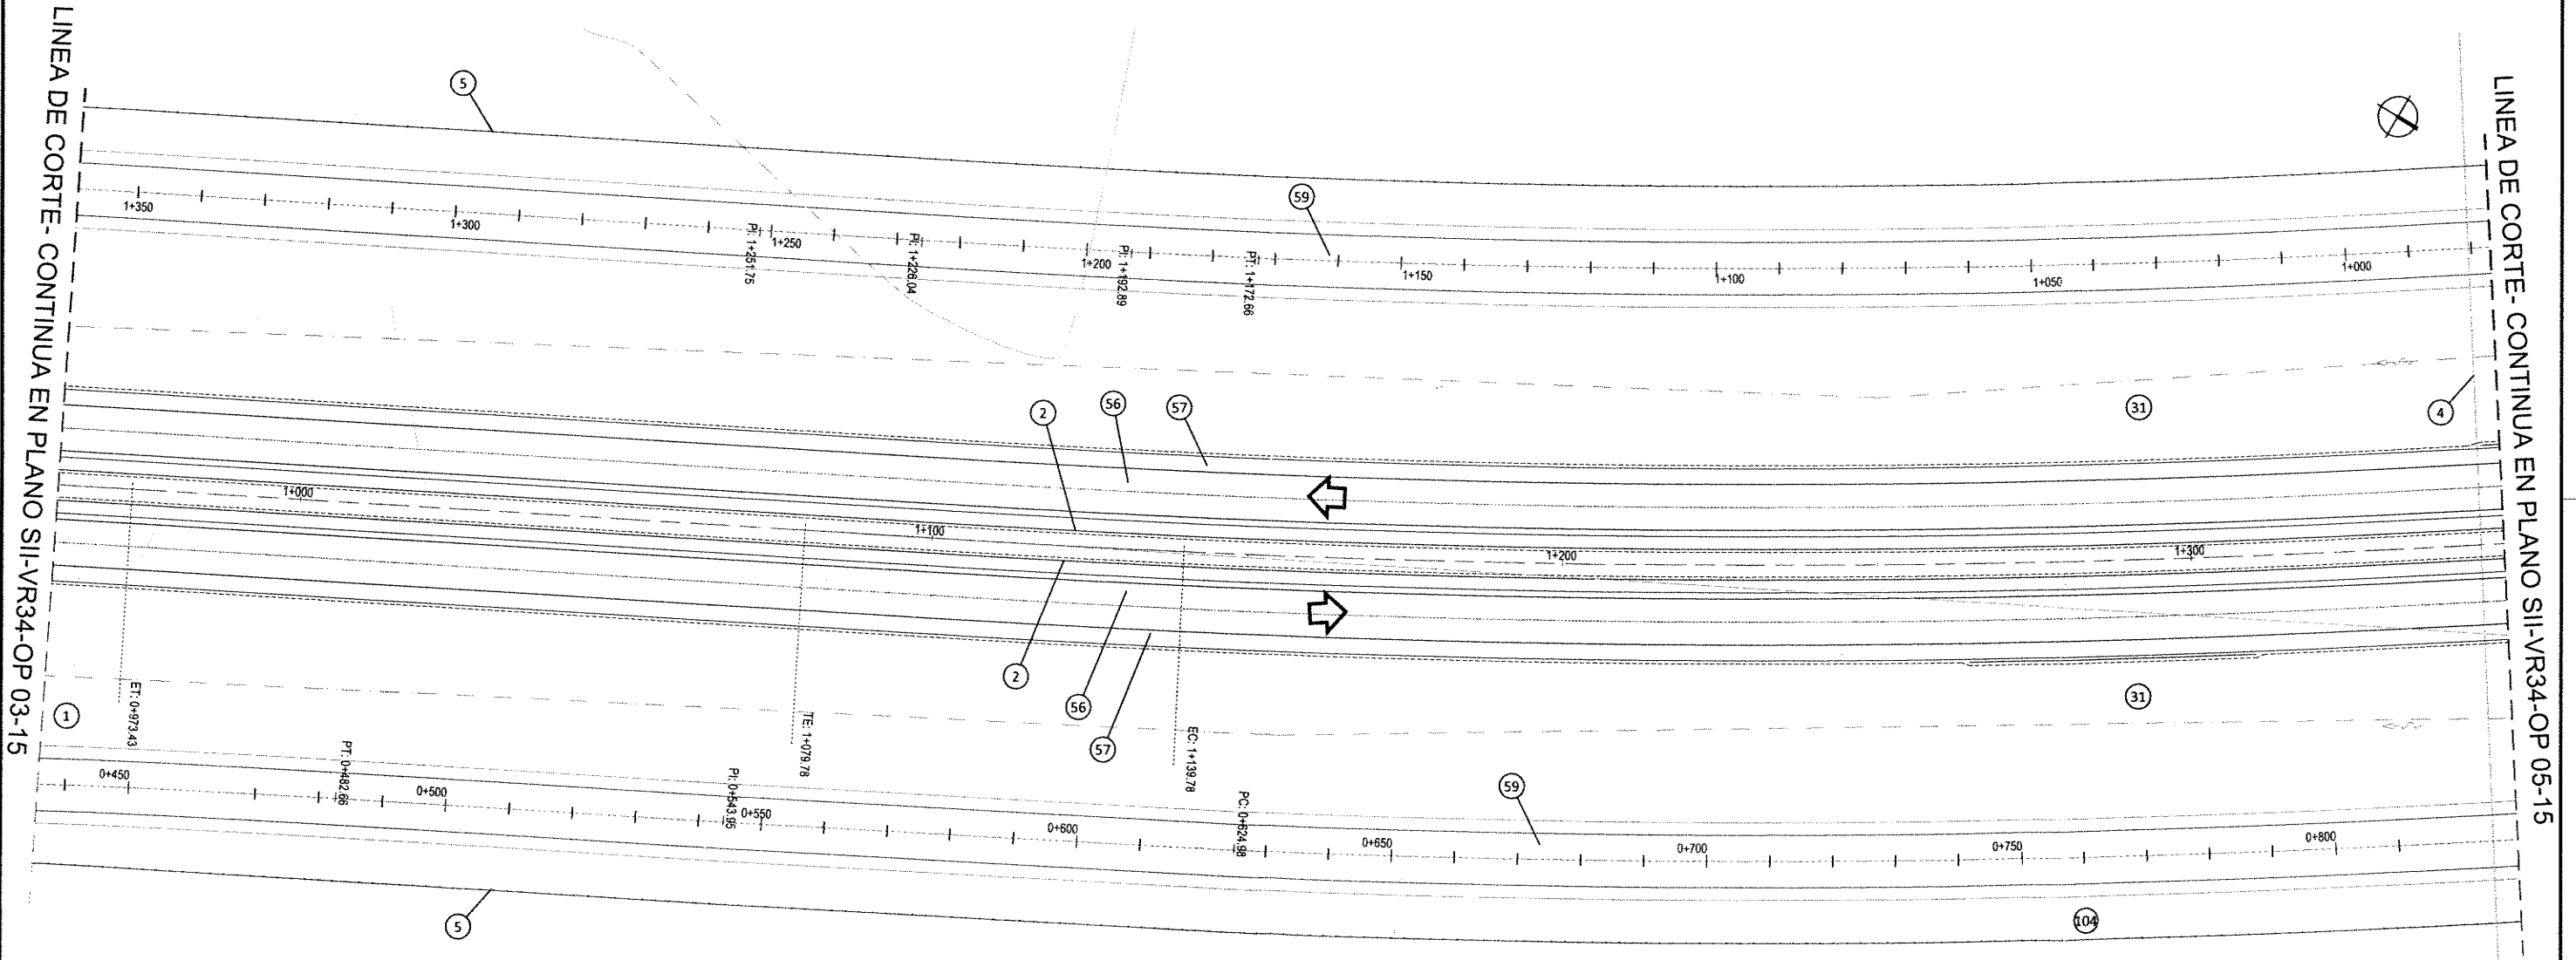 LINEA DE CORTE- CONTINUA EN PLANO SII-VR34-OP 03-15
LINEA DE CORTE- CONTINUA EN PLANO SII-VR34-OP 05-15
5
59
1+350
1+300
PI: 1+251.75
1+250
PI: 1+226.04
1+200
PI: 1+192.89
PT: 1+172.66
1+150
1+100
1+050
1+000
2
56
57
31
4
1+000
1+100
1+200
1+300
2
56
57
31
1
ET: 0+973.43
TE: 1+079.78
EC: 1+139.78
0+450
PT: 0+482.66
0+500
PI: 0+543.95
0+550
0+600
PC: 0+624.98
0+650
59
0+700
0+750
0+800
5
104